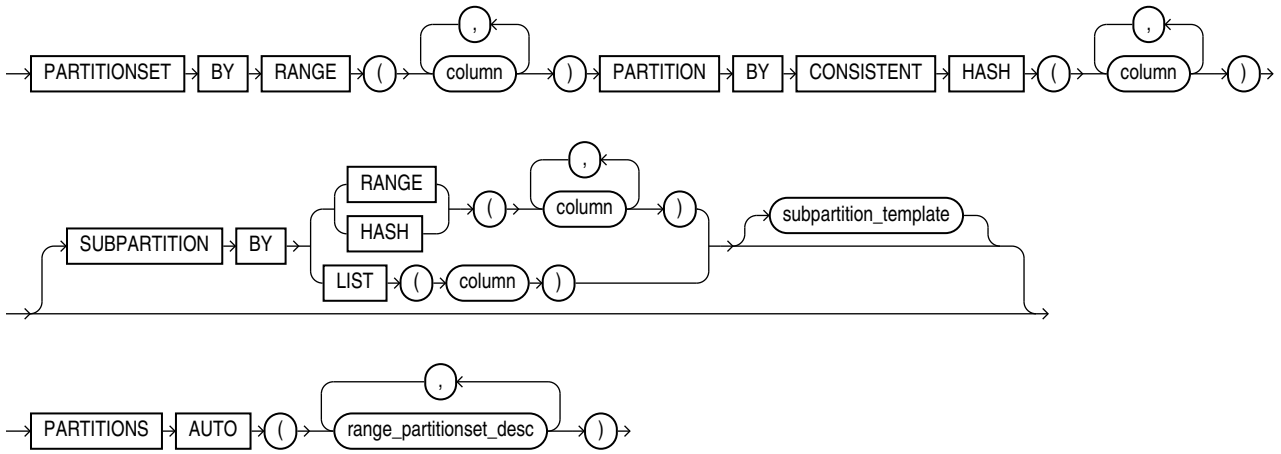 ,
,
PARTITIONSET BY RANGE ( column ) PARTITION BY CONSISTENT HASH ( column )
,
RANGE
( column )
HASH
subpartition_template
SUBPARTITION BY
LIST ( column )
,
PARTITIONS AUTO ( range_partitionset_desc )